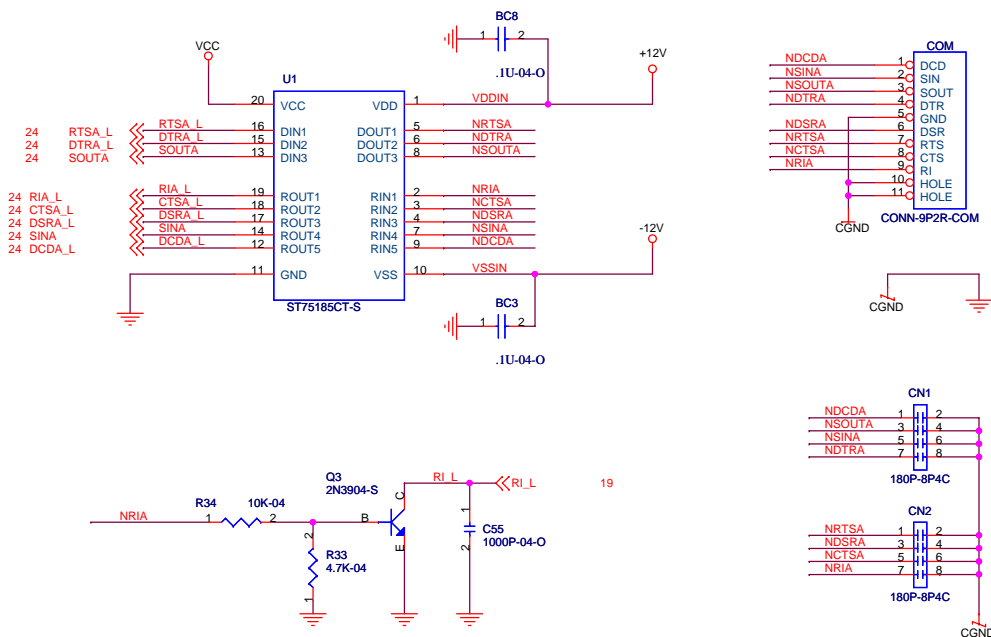 BC8
1 2
.1U-04-O
VCC
+12V
U1
20 VCC VDD 1 VDDIN
24 RTSA_L RTSA_L 16 DIN1 DOUT1 5 NRTSA
24 DTRA_L DTRA_L 15 DIN2 DOUT2 6 NDTRA
24 SOUTA SOUTA 13 DIN3 DOUT3 8 NSOUTA
24 RIA_L RIA_L 19 ROUT1 RIN1 2 NRIA
24 CTSA_L CTSA_L 18 ROUT2 RIN2 3 NCTSA
24 DSRA_L DSRA_L 17 ROUT3 RIN3 4 NDSRA
24 SINA SINA 14 ROUT4 RIN4 7 NSINA
24 DCDA_L DCDA_L 12 ROUT5 RIN5 9 NDCDA
11 GND VSS 10 VSSIN
-12V
ST75185CT-S
BC3
1 2
.1U-04-O
COM
NDCDA 1 DCD
NSINA 2 SIN
NSOUTA 3 SOUT
NDTRA 4 DTR
5 GND
NDSRA 6 DSR
NRTSA 7 RTS
NCTSA 8 CTS
NRIA 9 RI
10 HOLE
11 HOLE
CONN-9P2R-COM
CGND
CGND
CN1
NDCDA 1 2
NSOUTA 3 4
NSINA 5 6
NDTRA 7 8
180P-8P4C
CN2
NRTSA 1 2
NDSRA 3 4
NCTSA 5 6
NRIA 7 8
180P-8P4C
CGND
Q3
2N3904-S
RI_L RI_L 19
C
B
E
NRIA
R34 10K-04
1 2
2
R33
4.7K-04
1
1
C55
1000P-04-O
2